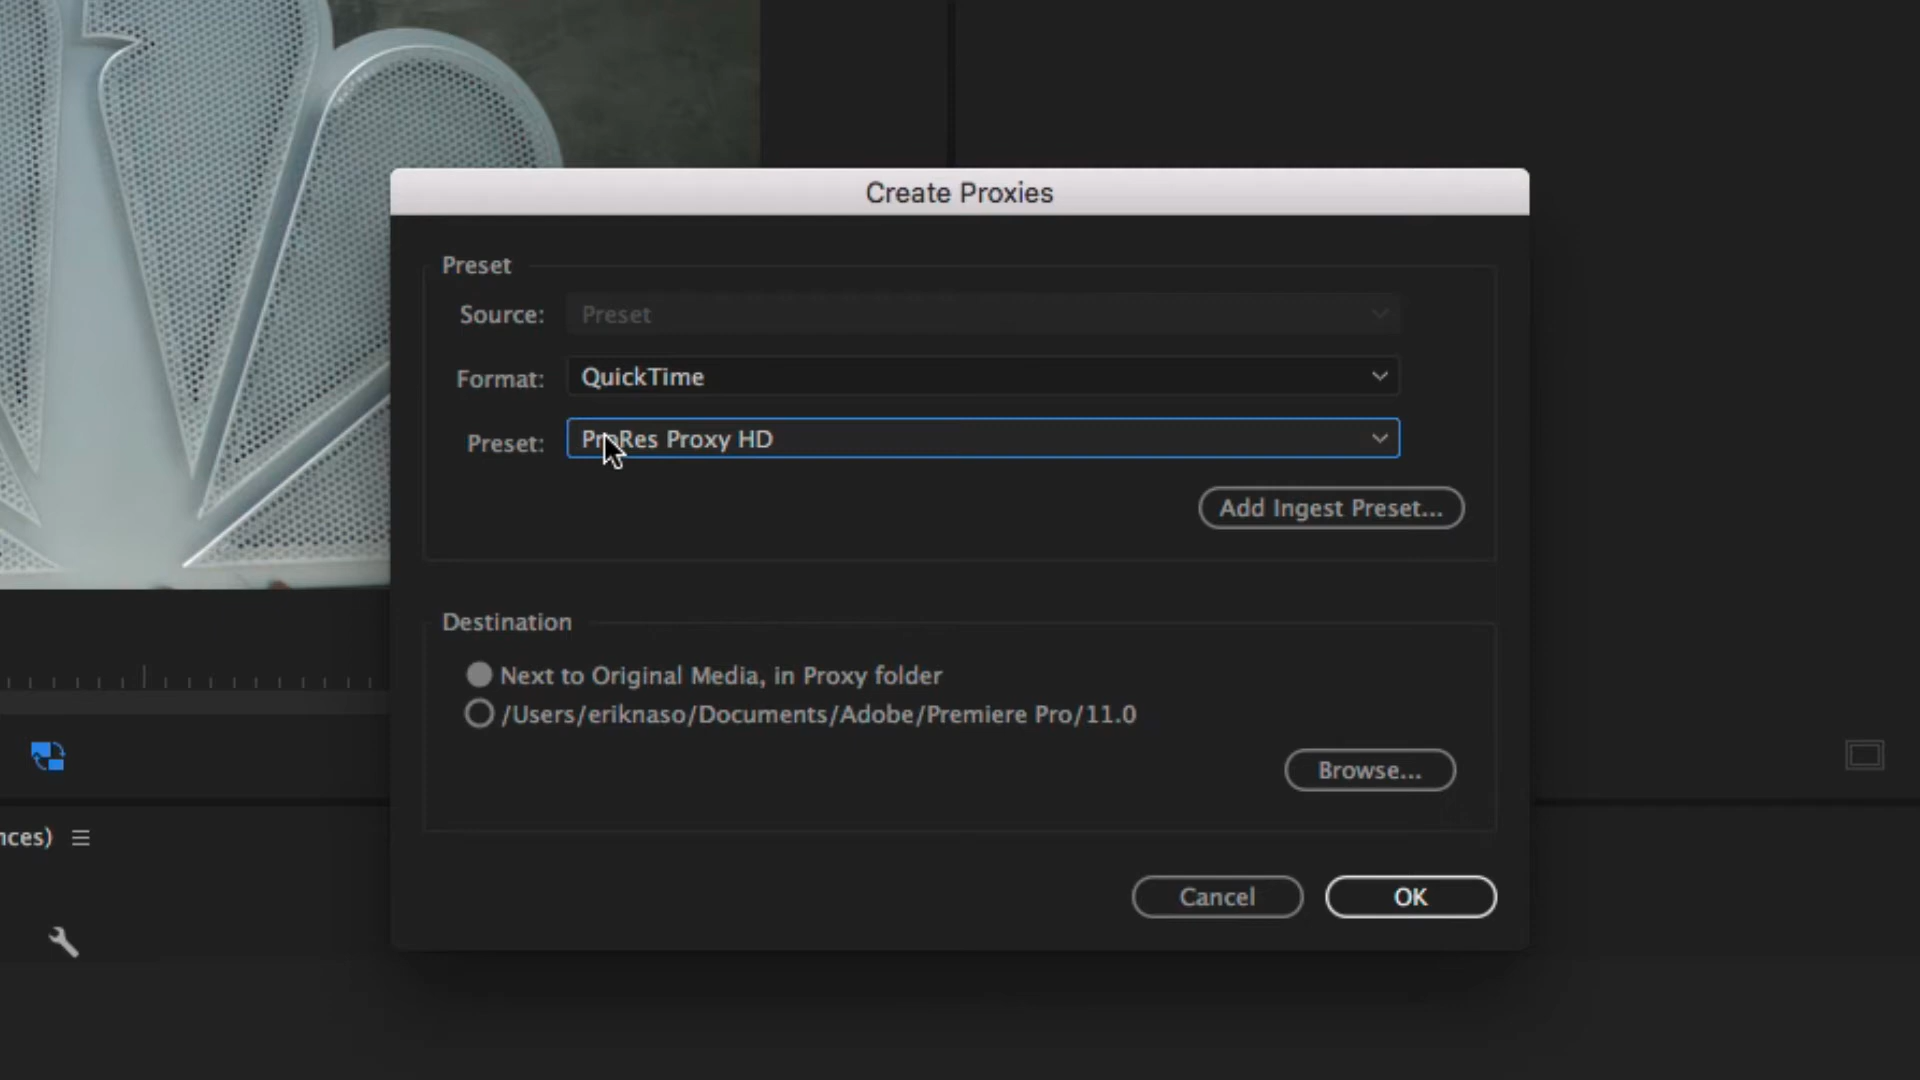 Create Proxies
Preset
Source: Preset
Format: QuickTime
Preset: ProRes Proxy HD
Add Ingest Preset...
Destination
Next to Original Media, in Proxy folder
/Users/eriknaso/Documents/Adobe/Premiere Pro/11.0
Browse...
nces)
Cancel OK